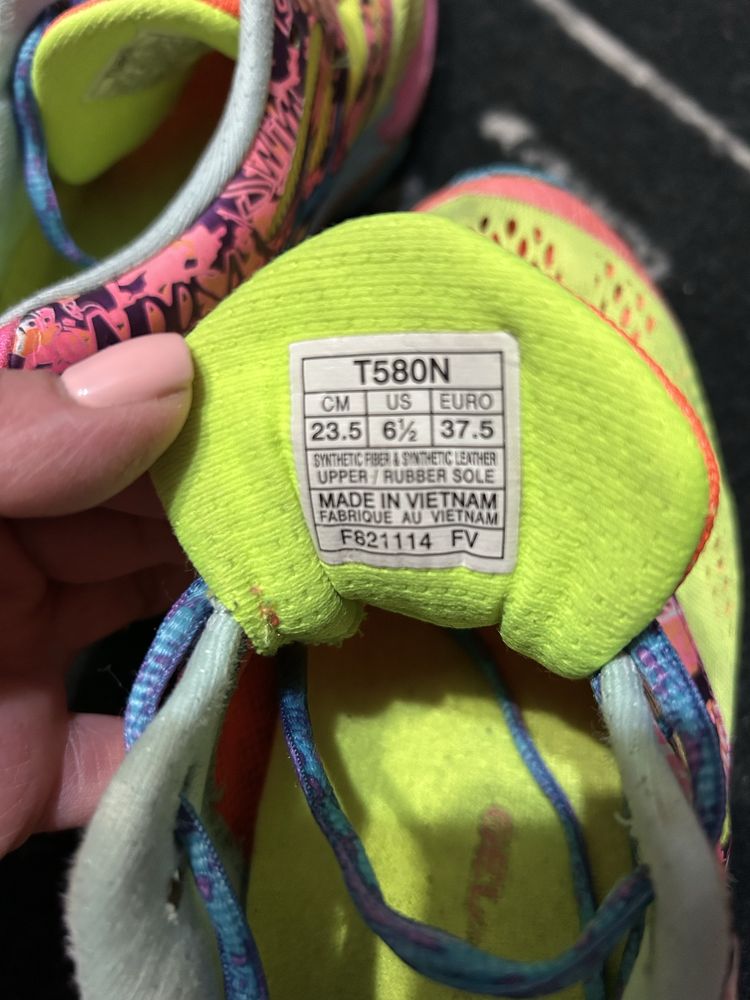 T580N
CM US EURO
23.5 6½ 37.5
SYNTHETIC FIBER & SYNTHETIC LEATHER
UPPER / RUBBER SOLE
MADE IN VIETNAM
FABRIQUE AU VIETNAM
F821114 FV